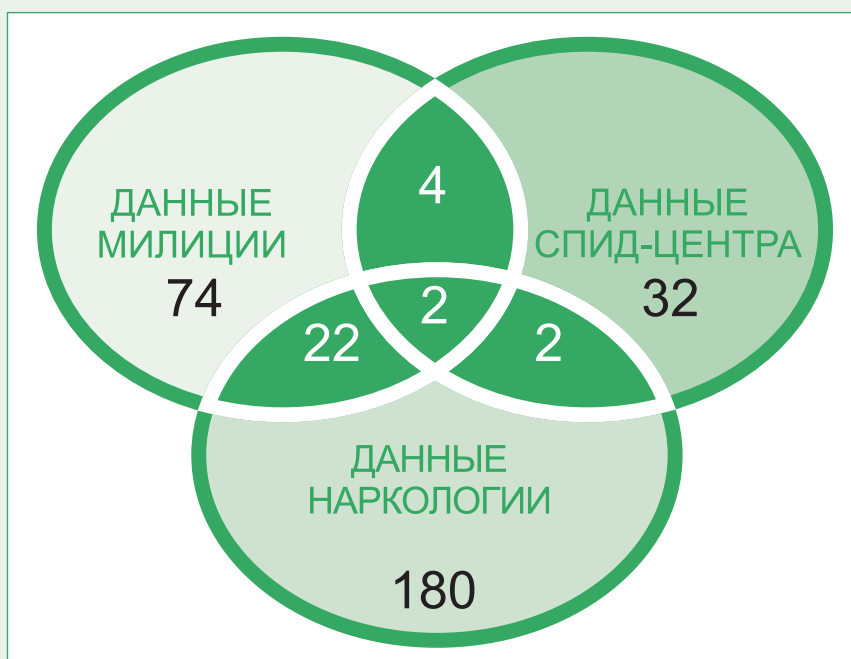 ДАННЫЕ
МИЛИЦИИ
74
4
ДАННЫЕ
СПИД-ЦЕНТРА
32
22
2
2
ДАННЫЕ
НАРКОЛОГИИ
180